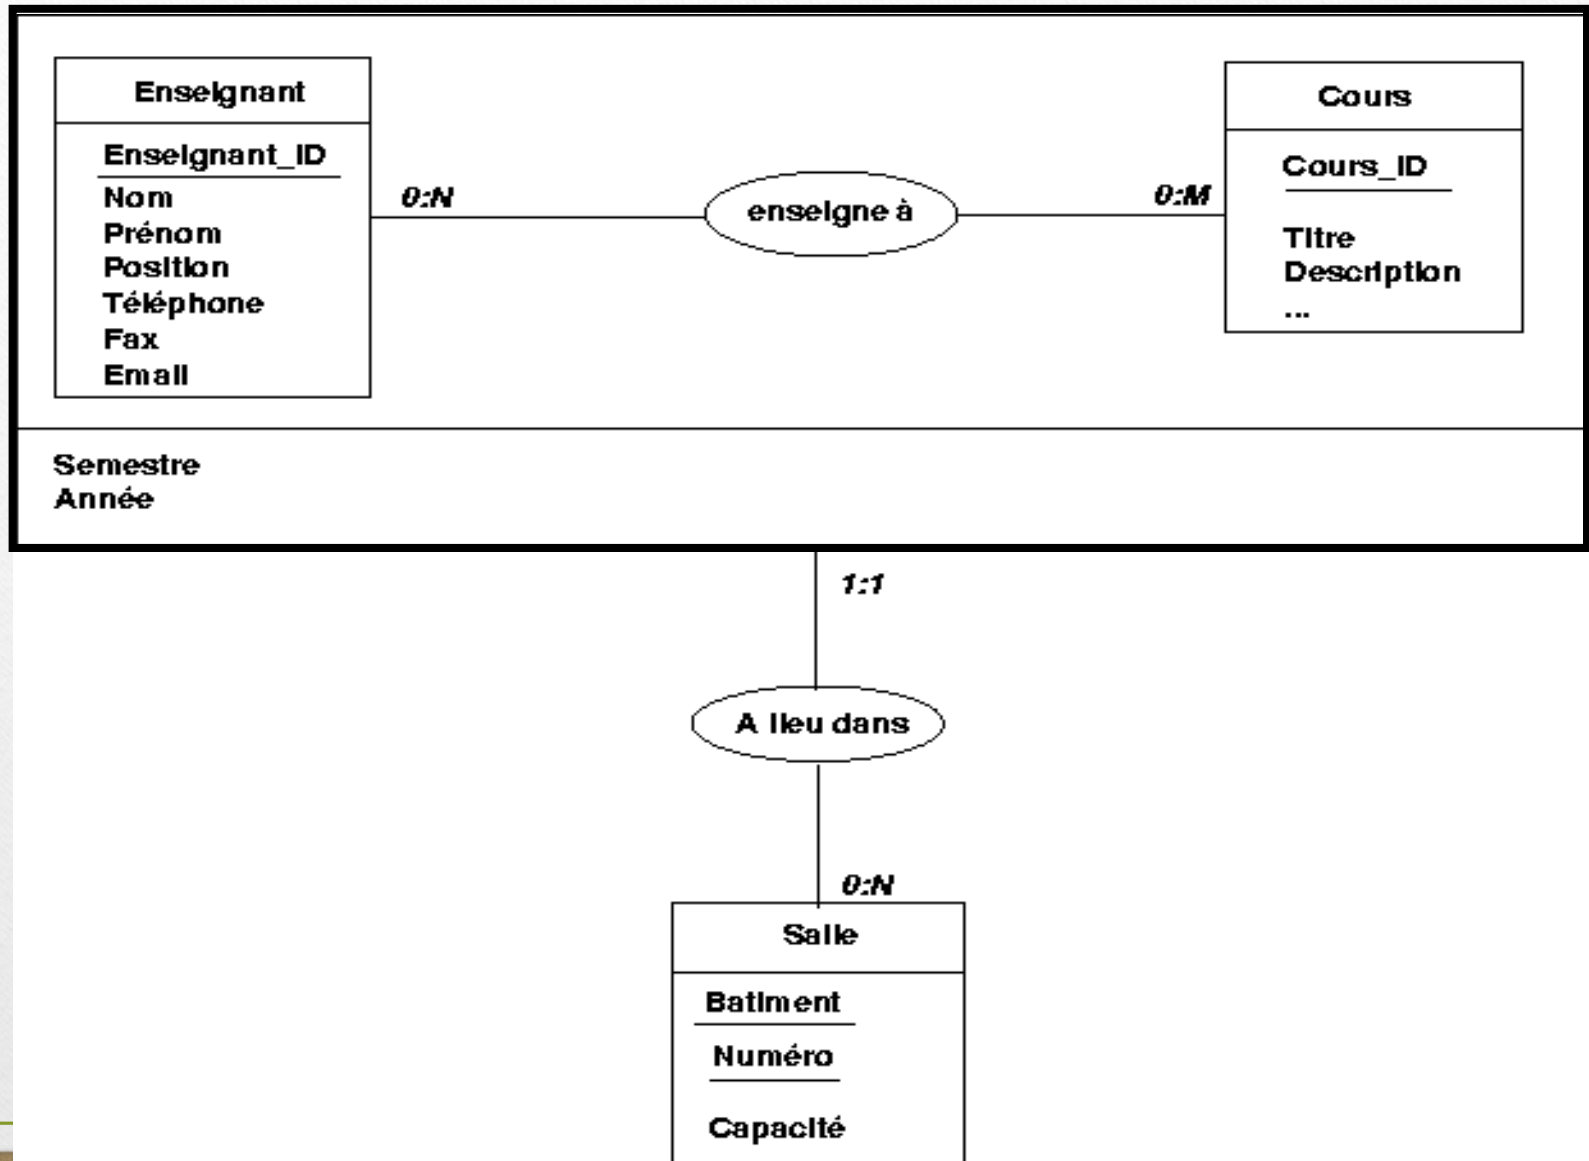 Enseignant
Enseignant_ID
Nom
Prénom
Position
Téléphone
Fax
Email
0:N
enseigne à
0:M
Cours
Cours_ID
Titre
Description
...
Semestre
Année
1:1
A lieu dans
0:N
Salle
Batiment
Numéro
Capacité